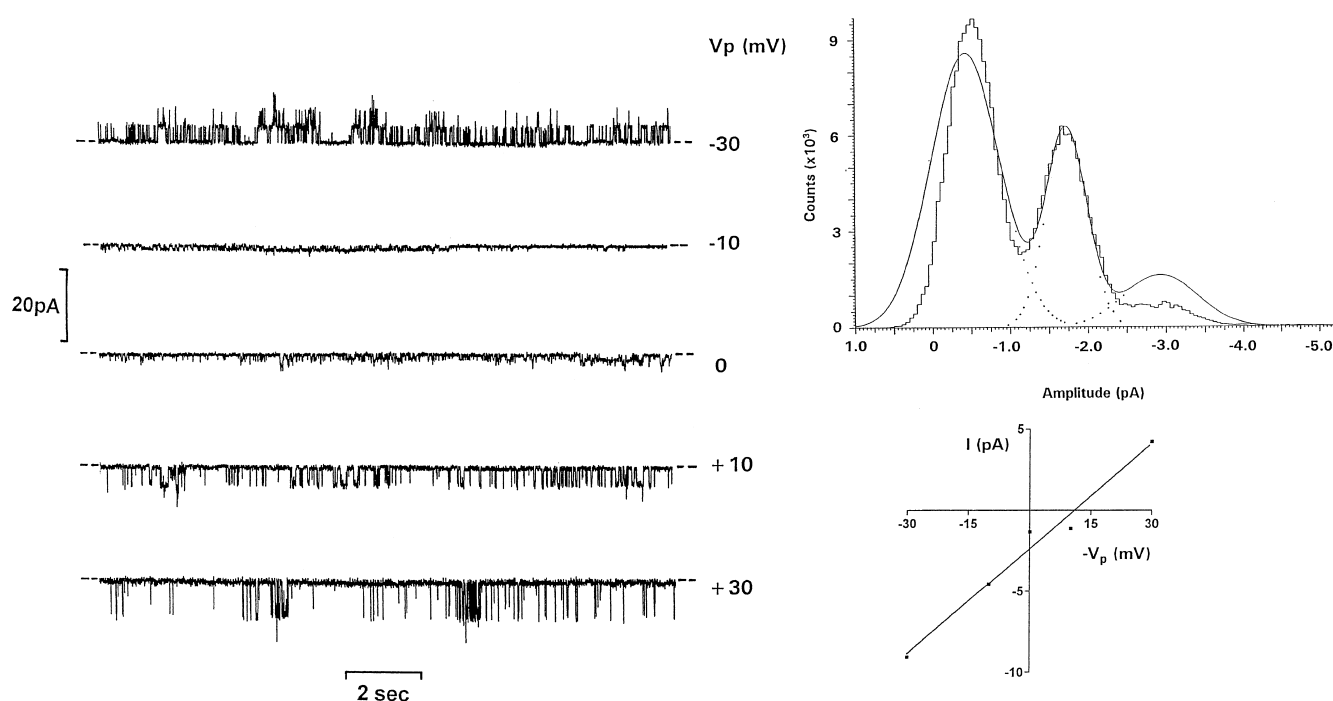 Vp (mV)
-30
-10
20pA
0
+10
+30
2 sec
9
6
3
0
Counts (x10³)
1.0 0 -1.0 -2.0 -3.0 -4.0 -5.0
Amplitude (pA)
5
I (pA)
-30 -15 15 30
-Vp (mV)
-5
-10